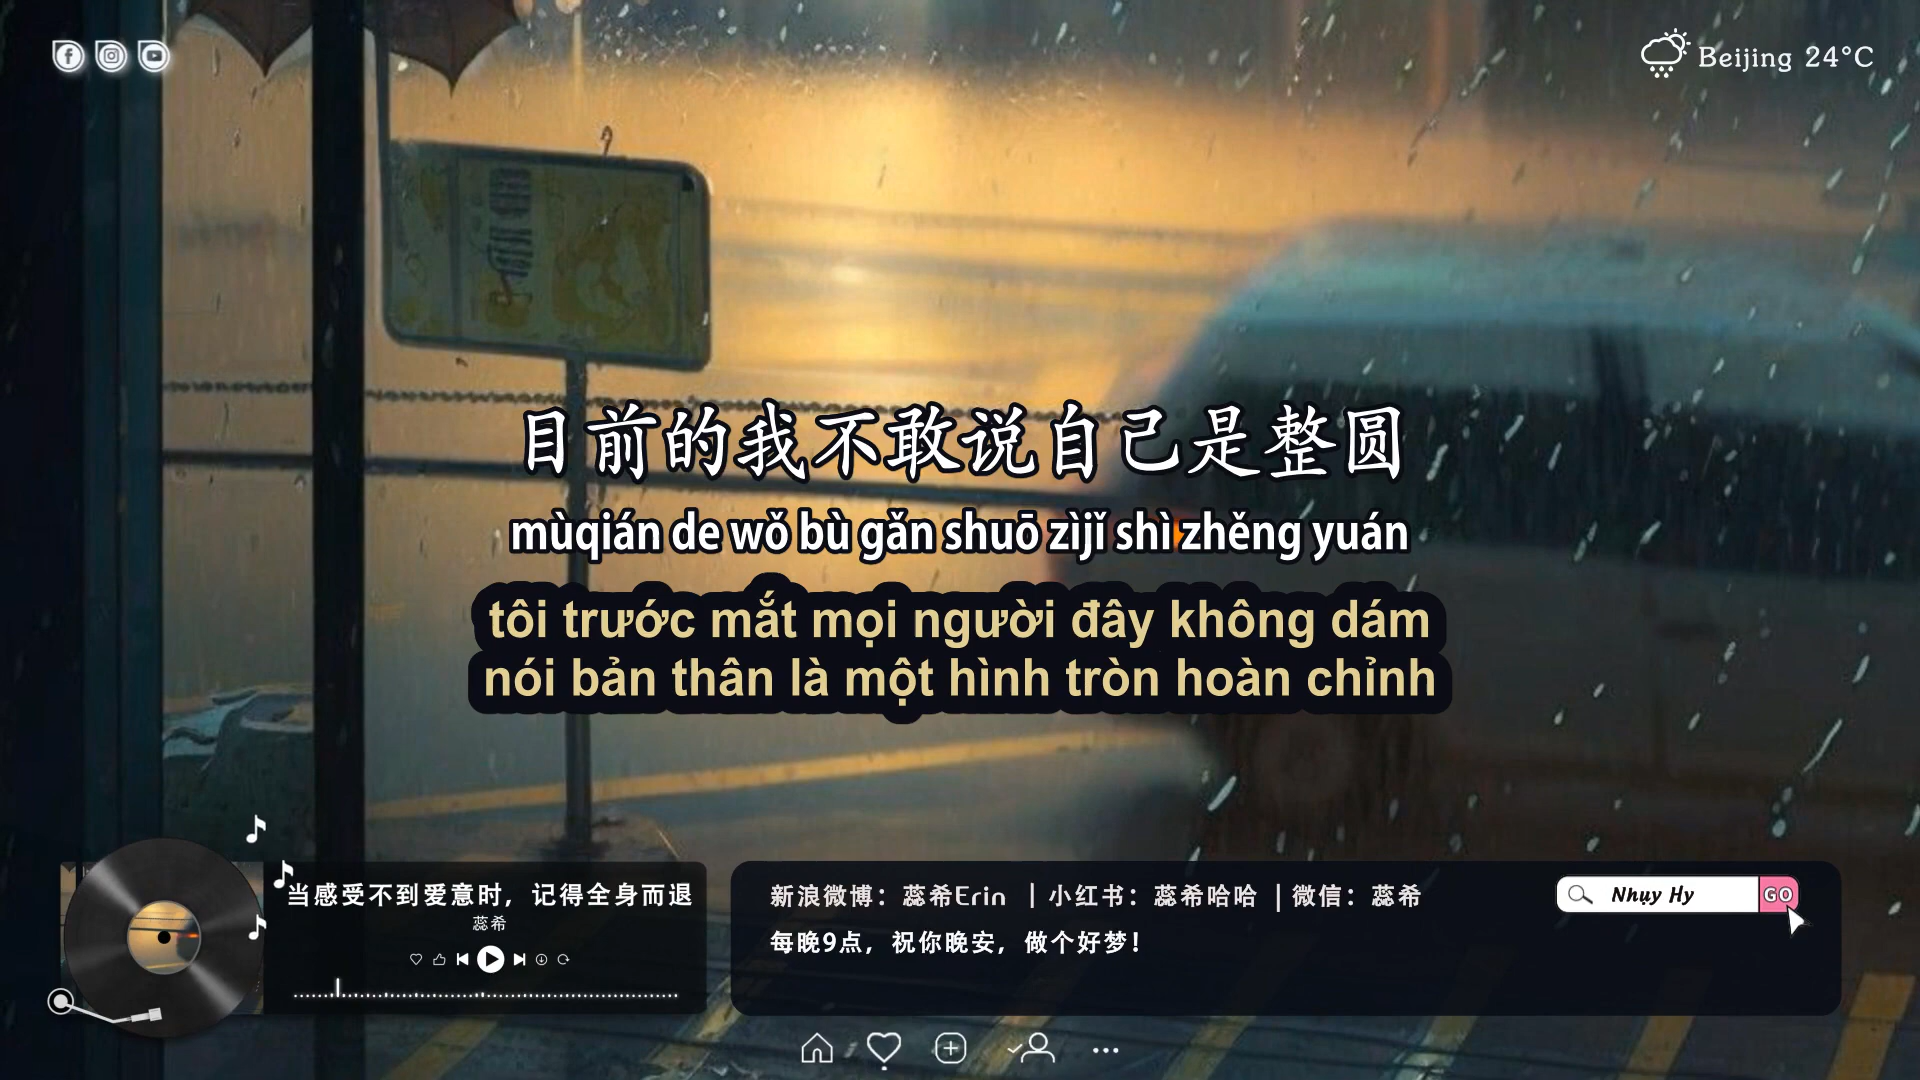 Beijing 24°C
目前的我不敢说自己是整圆
mùqián de wǒ bù gǎn shuō zìjǐ shì zhěng yuán
tôi trước mắt mọi người đây không dám
nói bản thân là một hình tròn hoàn chỉnh
当感受不到爱意时，记得全身而退
蕊希
新浪微博：蕊希Erin ｜小红书：蕊希哈哈 ｜微信：蕊希
每晚9点，祝你晚安，做个好梦！
Nhụy Hy
GO